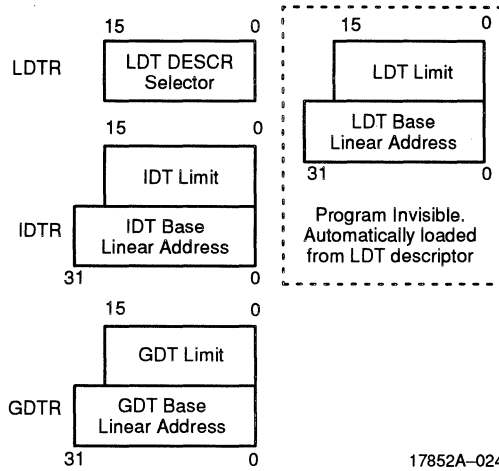 15 0
LDTR
LDT DESCR
Selector
15 0
IDT Limit
IDTR
IDT Base
Linear Address
31 0
15 0
GDT Limit
GDTR
GDT Base
Linear Address
31 0
15 0
LDT Limit
LDT Base
Linear Address
31 0
Program Invisible.
Automatically loaded
from LDT descriptor
17852A–024